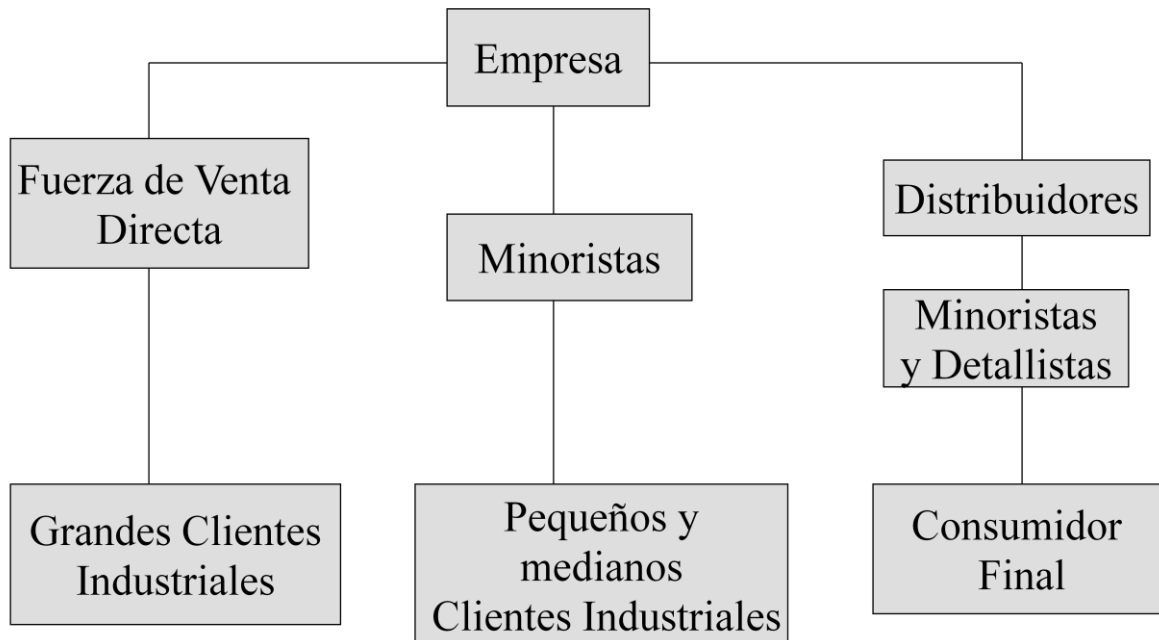 Empresa
Fuerza de Venta
Directa
Minoristas
Distribuidores
Minoristas
y Detallistas
Grandes Clientes
Industriales
Pequeños y
medianos
Clientes Industriales
Consumidor
Final